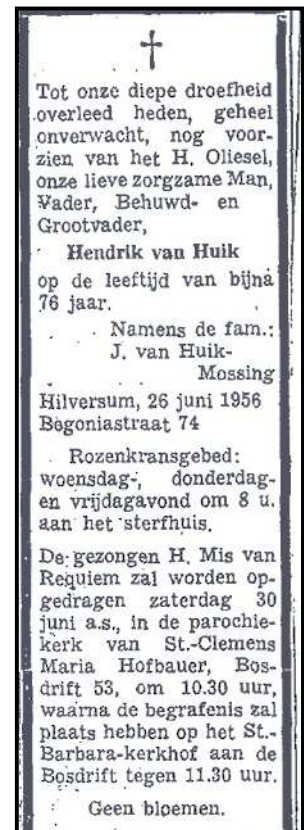 Tot onze diepe droefheid
overleed heden, geheel
onverwacht, nog voor-
zien van het H. Oliesel,
onze lieve zorgzame Man,
Vader, Behuwd- en
Grootvader,
Hendrik van Huik
op de leeftijd van bijna
76 jaar.
Namens de fam.:
J. van Huik-
Mossing
Hilversum, 26 juni 1956
Begoniastraat 74
Rozenkransgebed:
woensdag-, donderdag-
en vrijdagavond om 8 u.
aan het sterfhuis.
De gezongen H. Mis van
Requiem zal worden op-
gedragen zaterdag 30
juni a.s., in de parochie-
kerk van St.-Clemens
Maria Hofbauer, Bos-
drift 53, om 10.30 uur,
waarna de begrafenis zal
plaats hebben op het St.-
Barbara-kerkhof aan de
Bosdrift tegen 11.30 uur.
Geen bloemen.